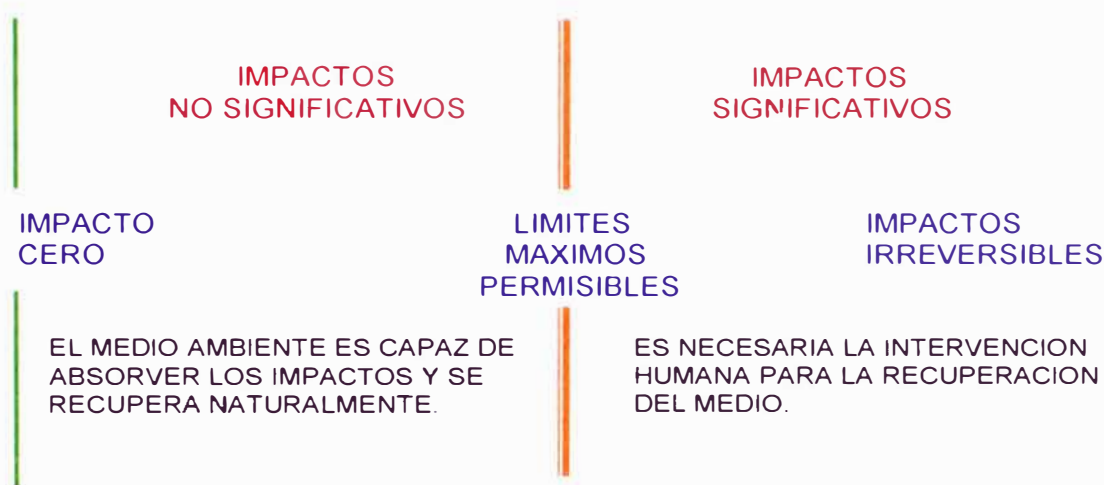 IMPACTOS
NO SIGNIFICATIVOS
IMPACTOS
SIGNIFICATIVOS
IMPACTO
CERO
LIMITES
MAXIMOS
PERMISIBLES
IMPACTOS
IRREVERSIBLES
EL MEDIO AMBIENTE ES CAPAZ DE
ABSORVER LOS IMPACTOS Y SE
RECUPERA NATURALMENTE.
ES NECESARIA LA INTERVENCION
HUMANA PARA LA RECUPERACION
DEL MEDIO.